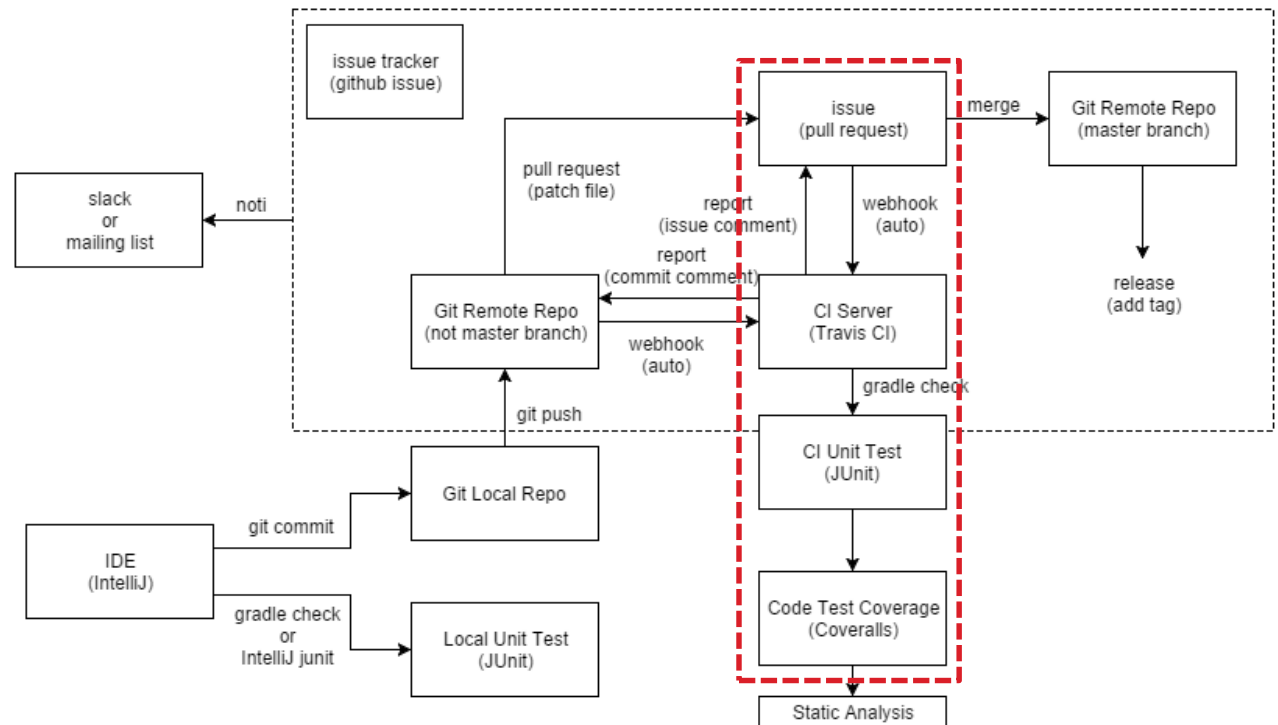 issue tracker
(github issue)
issue
(pull request)
merge
Git Remote Repo
(master branch)
pull request
(patch file)
slack
or
mailing list
noti
report
(issue comment)
webhook
(auto)
report
(commit comment)
release
(add tag)
Git Remote Repo
(not master branch)
CI Server
(Travis CI)
webhook
(auto)
gradle check
git push
CI Unit Test
(JUnit)
Git Local Repo
git commit
IDE
(IntelliJ)
gradle check
or
IntelliJ junit
Local Unit Test
(JUnit)
Code Test Coverage
(Coveralls)
Static Analysis